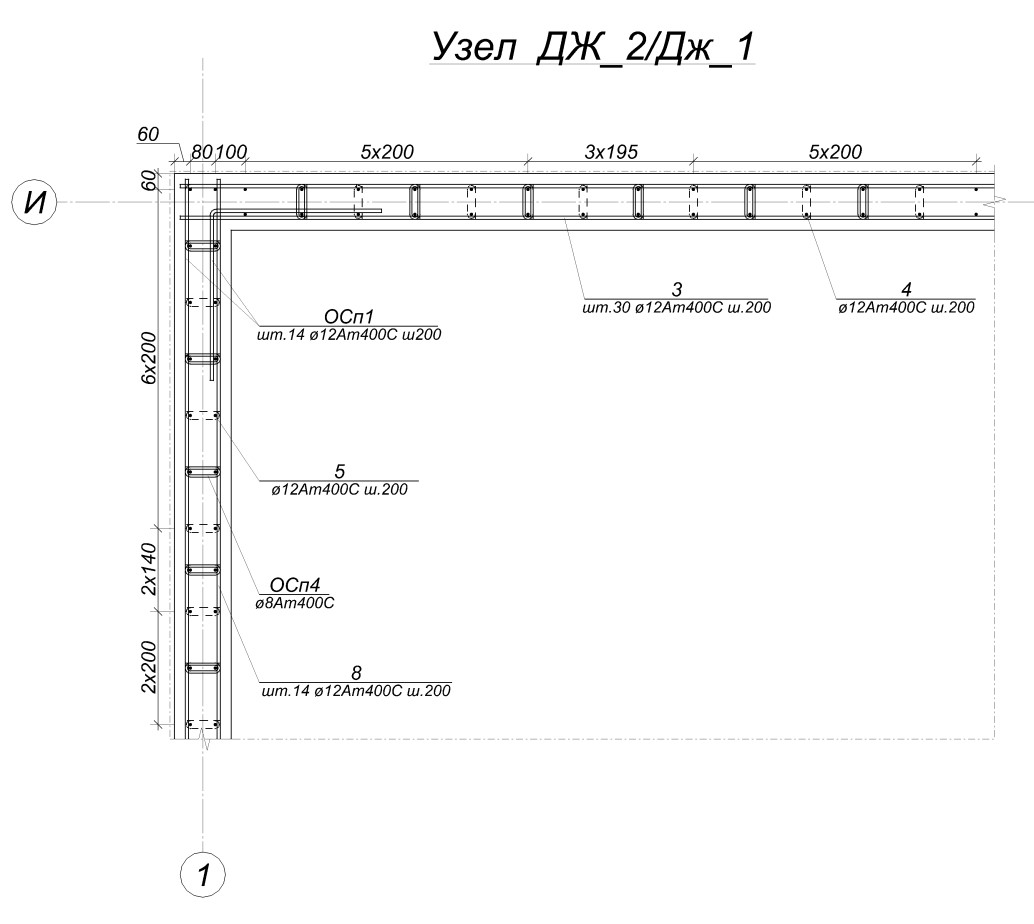 Узел ДЖ_2/Дж_1
60
80 100 5х200 3х195 5х200
60
И
3
шт.30 ø12Ат400С ш.200
4
ø12Ат400С ш.200
ОСп1
шт.14 ø12Ат400С ш200
6х200
5
ø12Ат400С ш.200
2х140
ОСп4
ø8Ат400С
2х200
8
шт.14 ø12Ат400С ш.200
1